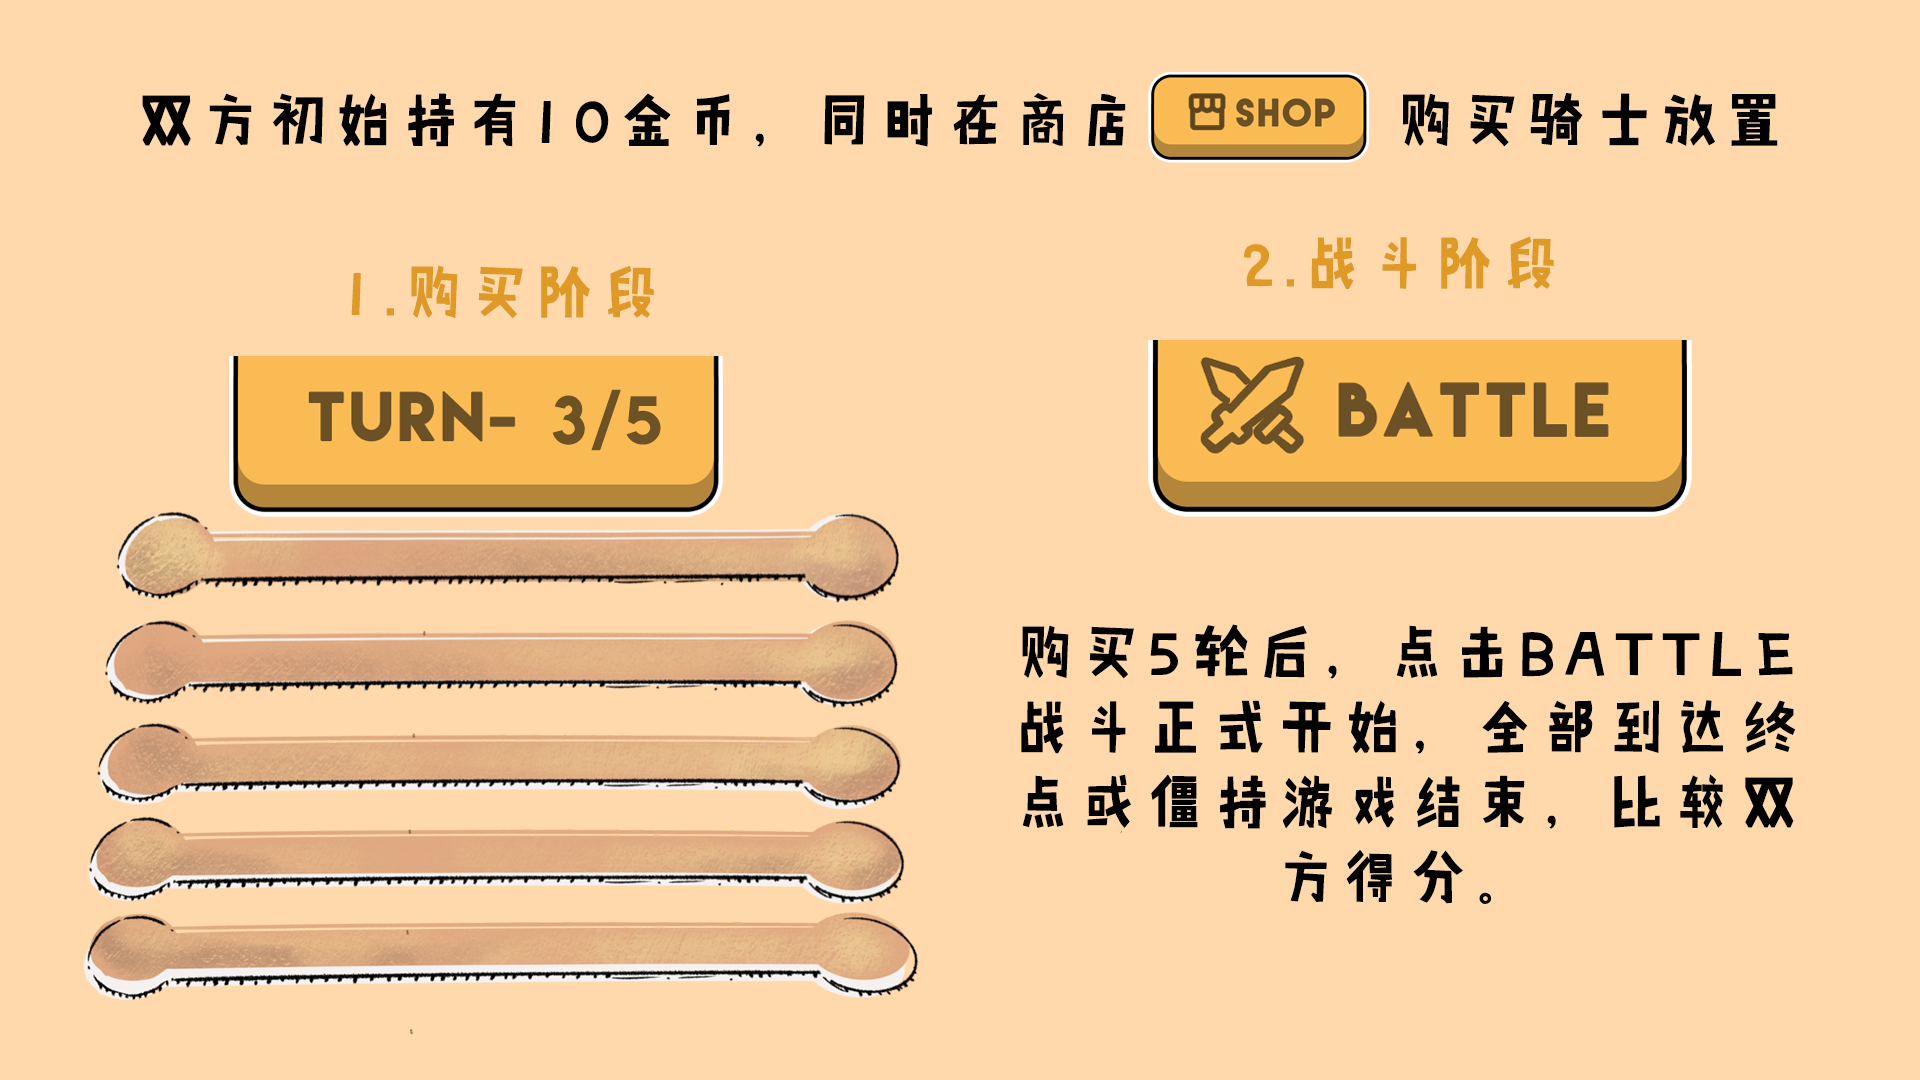 双方初始持有10金币，同时在商店 SHOP 购买骑士放置
1.购买阶段
TURN- 3/5
2.战斗阶段
BATTLE
购买5轮后，点击BATTLE
战斗正式开始，全部到达终
点或僵持游戏结束，比较双
方得分。